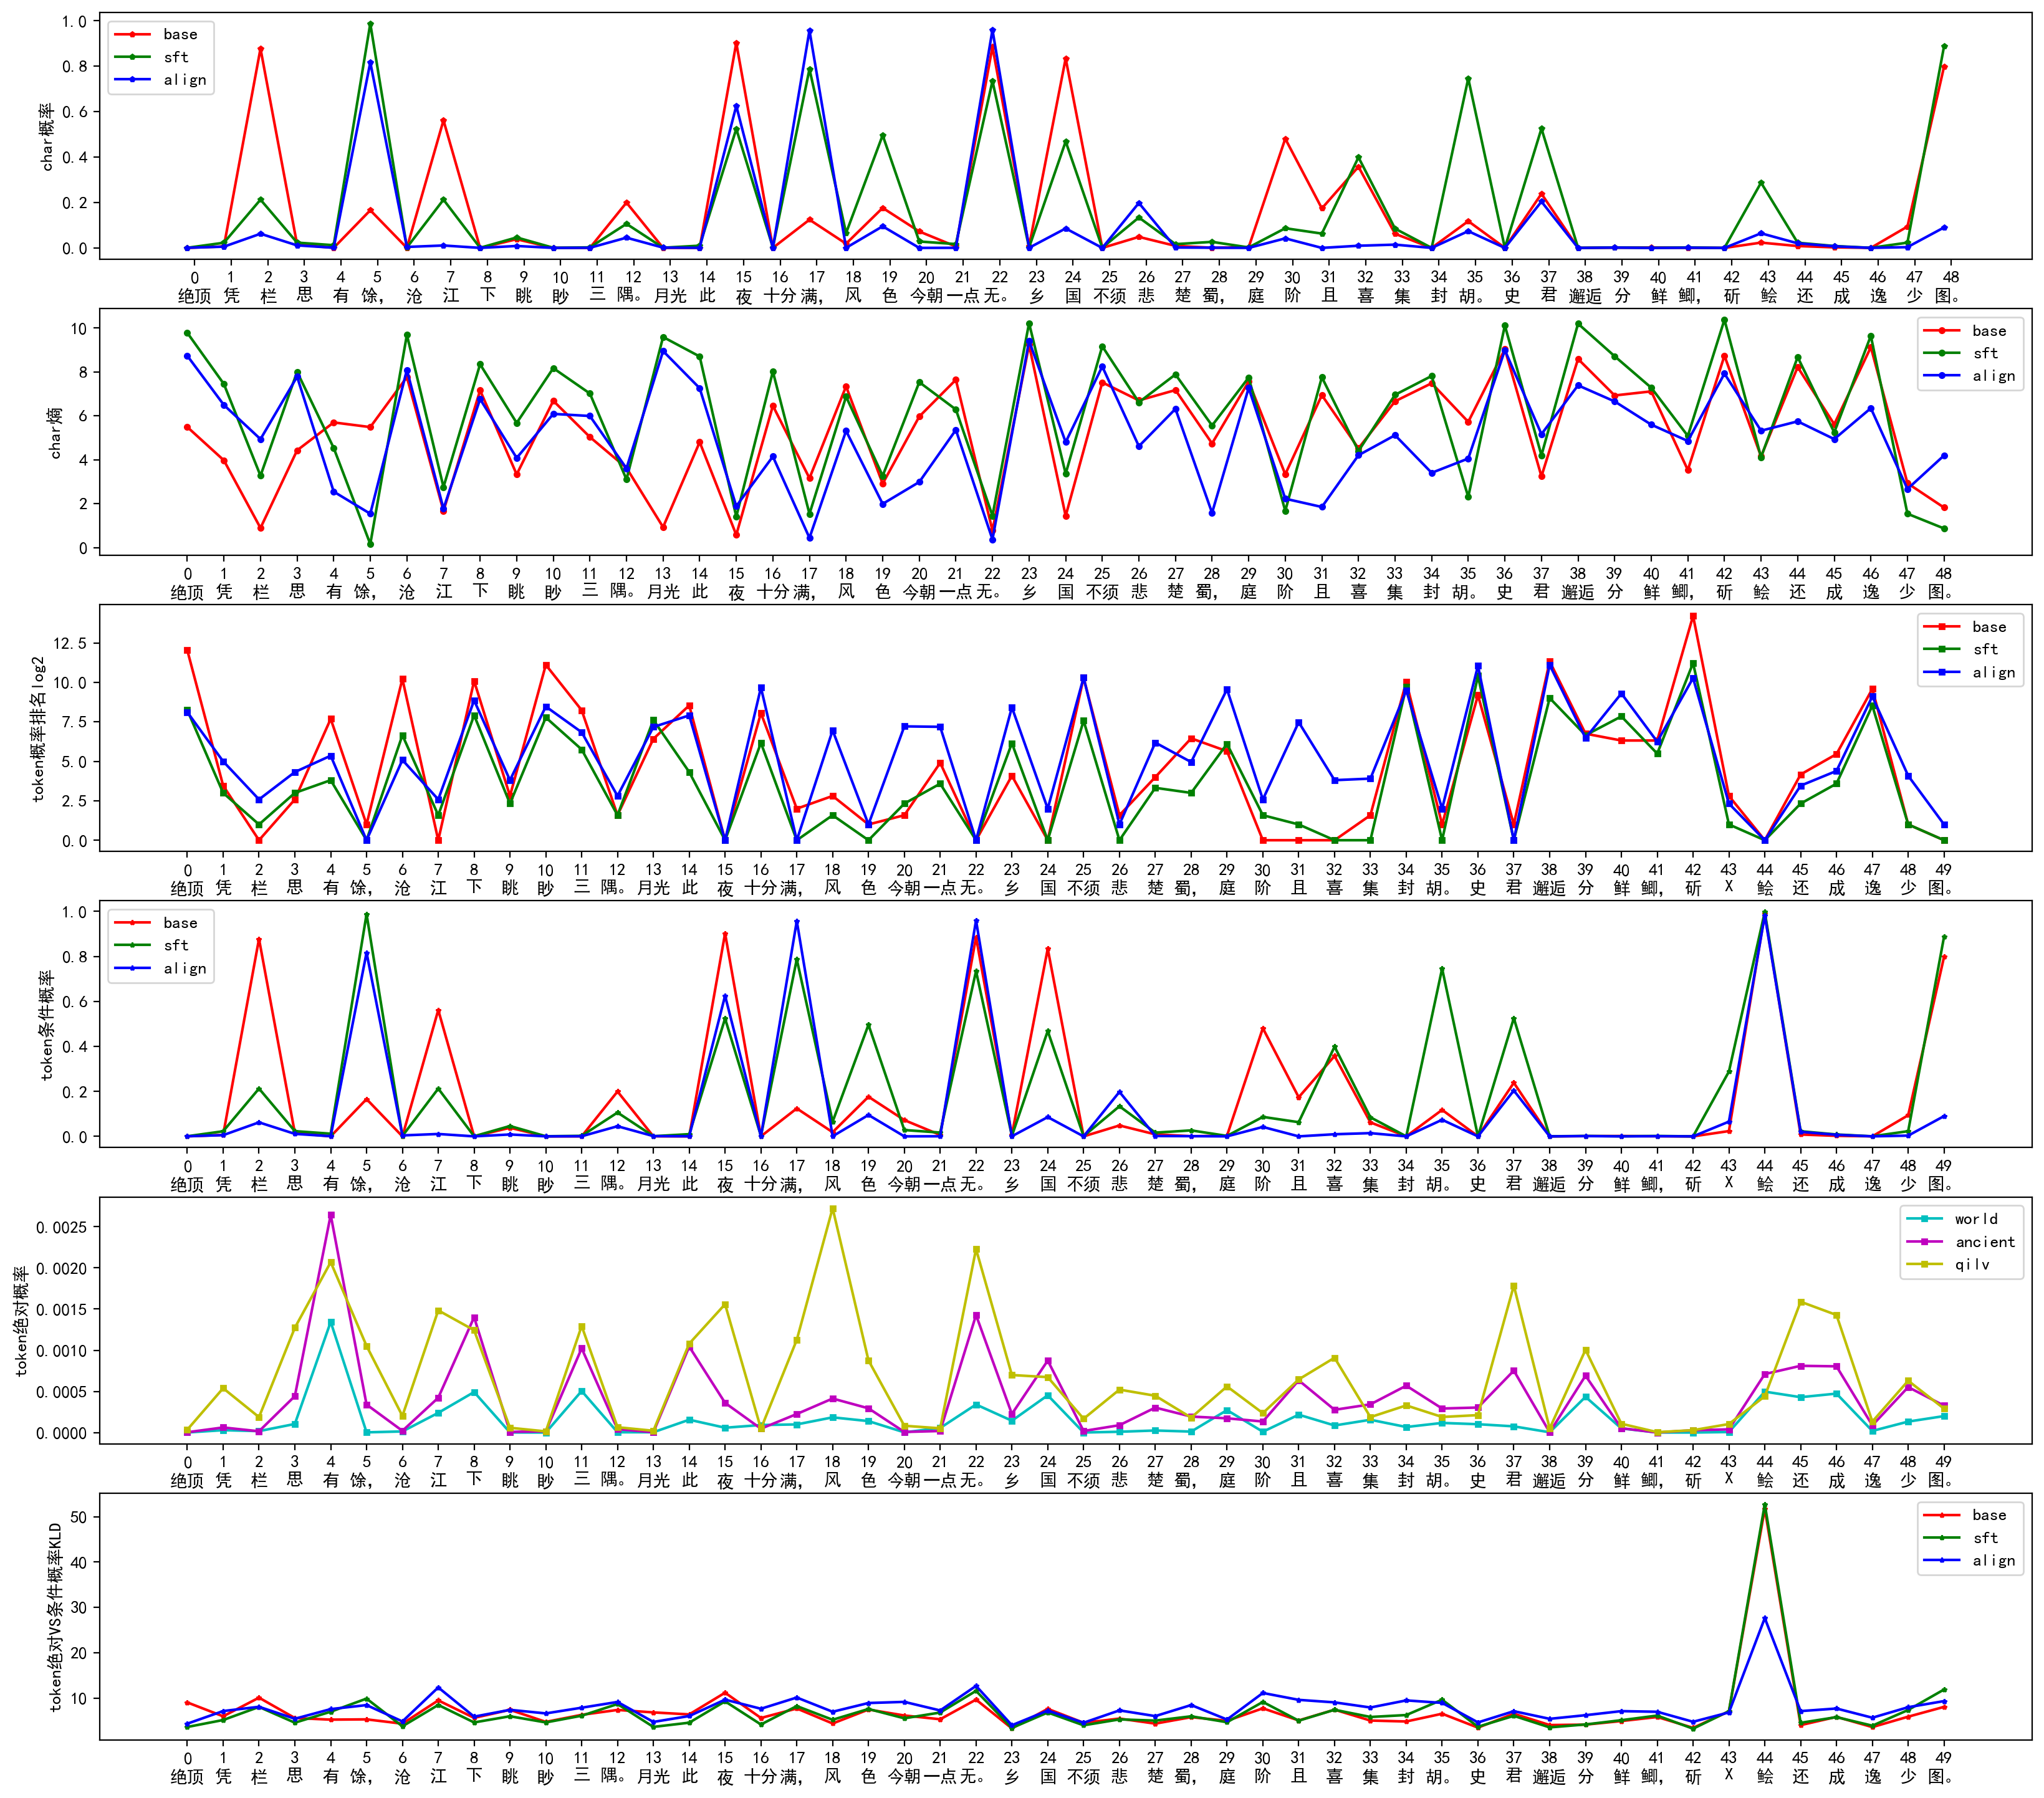 char概率
1.0
0.8
0.6
0.4
0.2
0.0
base
sft
align
0 1 2 3 4 5 6 7 8 9 10 11 12 13 14 15 16 17 18 19 20 21 22 23 24 25 26 27 28 29 30 31 32 33 34 35 36 37 38 39 40 41 42 43 44 45 46 47 48
绝顶 凭 栏 思 有 馀， 沧 江 下 眺 眇 三 隅。 月光 此 夜 十分 满， 风 色 今朝 一点 无。 乡 国 不须 悲 楚 蜀， 庭 阶 且 喜 集 封 胡。 史 君 邂逅 分 鲜 鲫， 斫 鲙 还 成 逸 少 图。
char熵
10
8
6
4
2
0
base
sft
align
0 1 2 3 4 5 6 7 8 9 10 11 12 13 14 15 16 17 18 19 20 21 22 23 24 25 26 27 28 29 30 31 32 33 34 35 36 37 38 39 40 41 42 43 44 45 46 47 48
绝顶 凭 栏 思 有 馀， 沧 江 下 眺 眇 三 隅。 月光 此 夜 十分 满， 风 色 今朝 一点 无。 乡 国 不须 悲 楚 蜀， 庭 阶 且 喜 集 封 胡。 史 君 邂逅 分 鲜 鲫， 斫 鲙 还 成 逸 少 图。
token概率排名log2
12.5
10.0
7.5
5.0
2.5
0.0
base
sft
align
0 1 2 3 4 5 6 7 8 9 10 11 12 13 14 15 16 17 18 19 20 21 22 23 24 25 26 27 28 29 30 31 32 33 34 35 36 37 38 39 40 41 42 43 44 45 46 47 48 49
绝顶 凭 栏 思 有 馀， 沧 江 下 眺 眇 三 隅。 月光 此 夜 十分 满， 风 色 今朝 一点 无。 乡 国 不须 悲 楚 蜀， 庭 阶 且 喜 集 封 胡。 史 君 邂逅 分 鲜 鲫， 斫 X 鲙 还 成 逸 少 图。
token条件概率
1.0
0.8
0.6
0.4
0.2
0.0
base
sft
align
0 1 2 3 4 5 6 7 8 9 10 11 12 13 14 15 16 17 18 19 20 21 22 23 24 25 26 27 28 29 30 31 32 33 34 35 36 37 38 39 40 41 42 43 44 45 46 47 48 49
绝顶 凭 栏 思 有 馀， 沧 江 下 眺 眇 三 隅。 月光 此 夜 十分 满， 风 色 今朝 一点 无。 乡 国 不须 悲 楚 蜀， 庭 阶 且 喜 集 封 胡。 史 君 邂逅 分 鲜 鲫， 斫 X 鲙 还 成 逸 少 图。
token绝对概率
0.0025
0.0020
0.0015
0.0010
0.0005
0.0000
world
ancient
qilv
0 1 2 3 4 5 6 7 8 9 10 11 12 13 14 15 16 17 18 19 20 21 22 23 24 25 26 27 28 29 30 31 32 33 34 35 36 37 38 39 40 41 42 43 44 45 46 47 48 49
绝顶 凭 栏 思 有 馀， 沧 江 下 眺 眇 三 隅。 月光 此 夜 十分 满， 风 色 今朝 一点 无。 乡 国 不须 悲 楚 蜀， 庭 阶 且 喜 集 封 胡。 史 君 邂逅 分 鲜 鲫， 斫 X 鲙 还 成 逸 少 图。
token绝对VS条件概率KLD
50
40
30
20
10
base
sft
align
0 1 2 3 4 5 6 7 8 9 10 11 12 13 14 15 16 17 18 19 20 21 22 23 24 25 26 27 28 29 30 31 32 33 34 35 36 37 38 39 40 41 42 43 44 45 46 47 48 49
绝顶 凭 栏 思 有 馀， 沧 江 下 眺 眇 三 隅。 月光 此 夜 十分 满， 风 色 今朝 一点 无。 乡 国 不须 悲 楚 蜀， 庭 阶 且 喜 集 封 胡。 史 君 邂逅 分 鲜 鲫， 斫 X 鲙 还 成 逸 少 图。